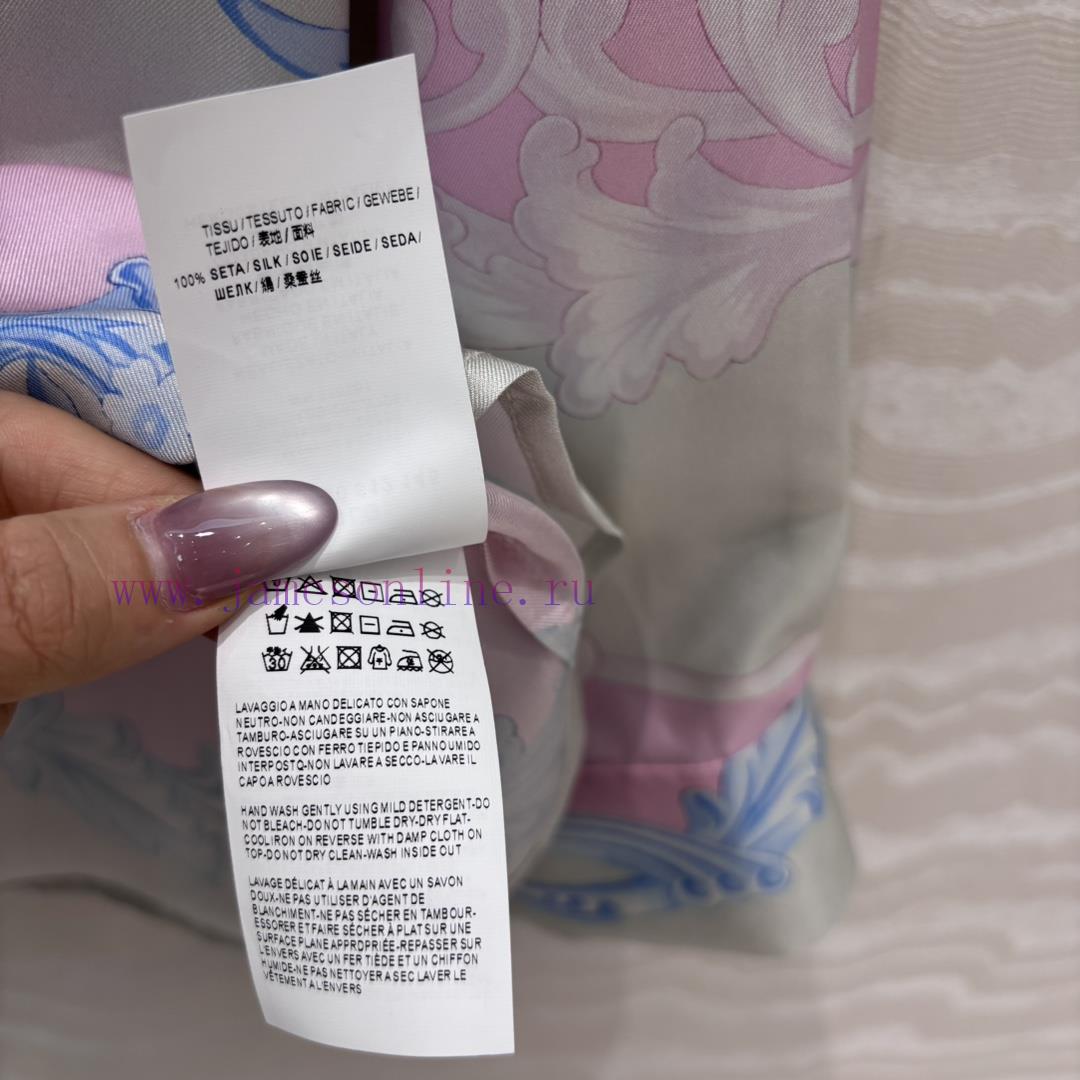 TISSU / TESSUTO / FABRIC / GEWEBE /
TEJIDO / 表地 / 面料
100% SETA / SILK / SOIE / SEIDE / SEDA /
ШЕЛК / 绢 / 桑蚕丝
www.jamesonline.ru
30
LAVAGGIO A MANO DELICATO CON SAPONE
NEUTRO-NON CANDEGGIARE-NON ASCIUGARE A
TAMBURO-ASCIUGARE SU UN PIANO-STIRARE A
ROVESCIO CON FERRO TIEPIDO E PANNO UMIDO
INTERPOSTO-NON LAVARE A SECCO-LAVARE IL
CAPO A ROVESCIO
HAND WASH GENTLY USING MILD DETERGENT-DO
NOT BLEACH-DO NOT TUMBLE DRY-DRY FLAT-
COOL IRON ON REVERSE WITH DAMP CLOTH ON
TOP-DO NOT DRY CLEAN-WASH INSIDE OUT
LAVAGE DÉLICAT À LA MAIN AVEC UN SAVON
DOUX-NE PAS UTILISER D'AGENT DE
BLANCHIMENT-NE PAS SÉCHER EN TAMBOUR-
ESSORER ET FAIRE SÉCHER À PLAT SUR UNE
SURFACE PLANE APPROPRIÉE-REPASSER SUR
L'ENVERS AVEC UN FER TIÈDE ET UN CHIFFON
HUMIDE-NE PAS NETTOYER A SEC LAVER LE
VÊTEMENT A L'ENVERS